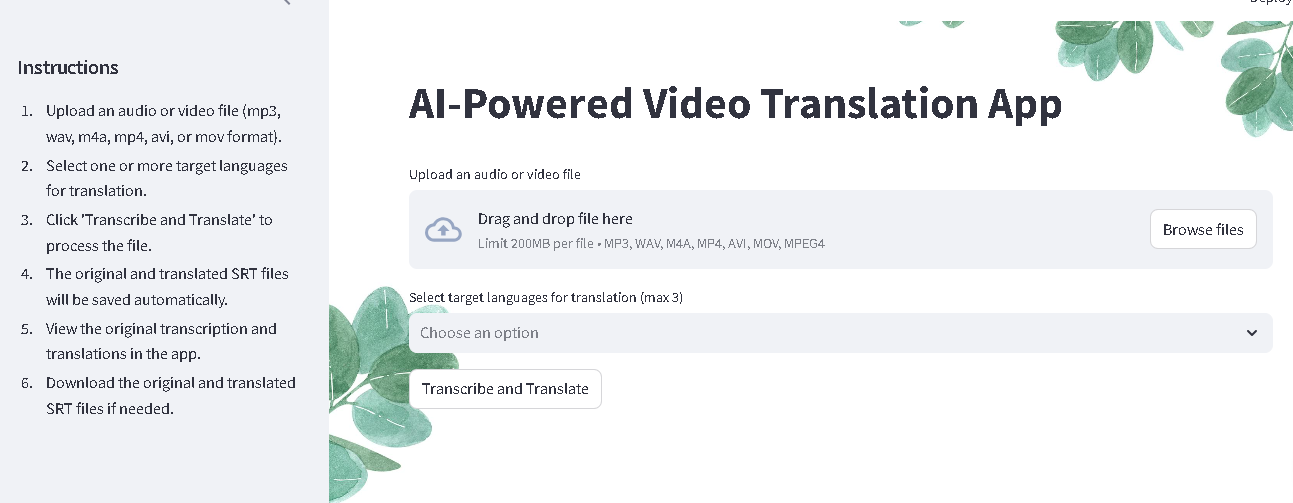 Deploy
Instructions
1. Upload an audio or video file (mp3,
wav, m4a, mp4, avi, or mov format).
2. Select one or more target languages
for translation.
3. Click 'Transcribe and Translate' to
process the file.
4. The original and translated SRT files
will be saved automatically.
5. View the original transcription and
translations in the app.
6. Download the original and translated
SRT files if needed.
AI-Powered Video Translation App
Upload an audio or video file
Drag and drop file here
Limit 200MB per file • MP3, WAV, M4A, MP4, AVI, MOV, MPEG4
Browse files
Select target languages for translation (max 3)
Choose an option
Transcribe and Translate